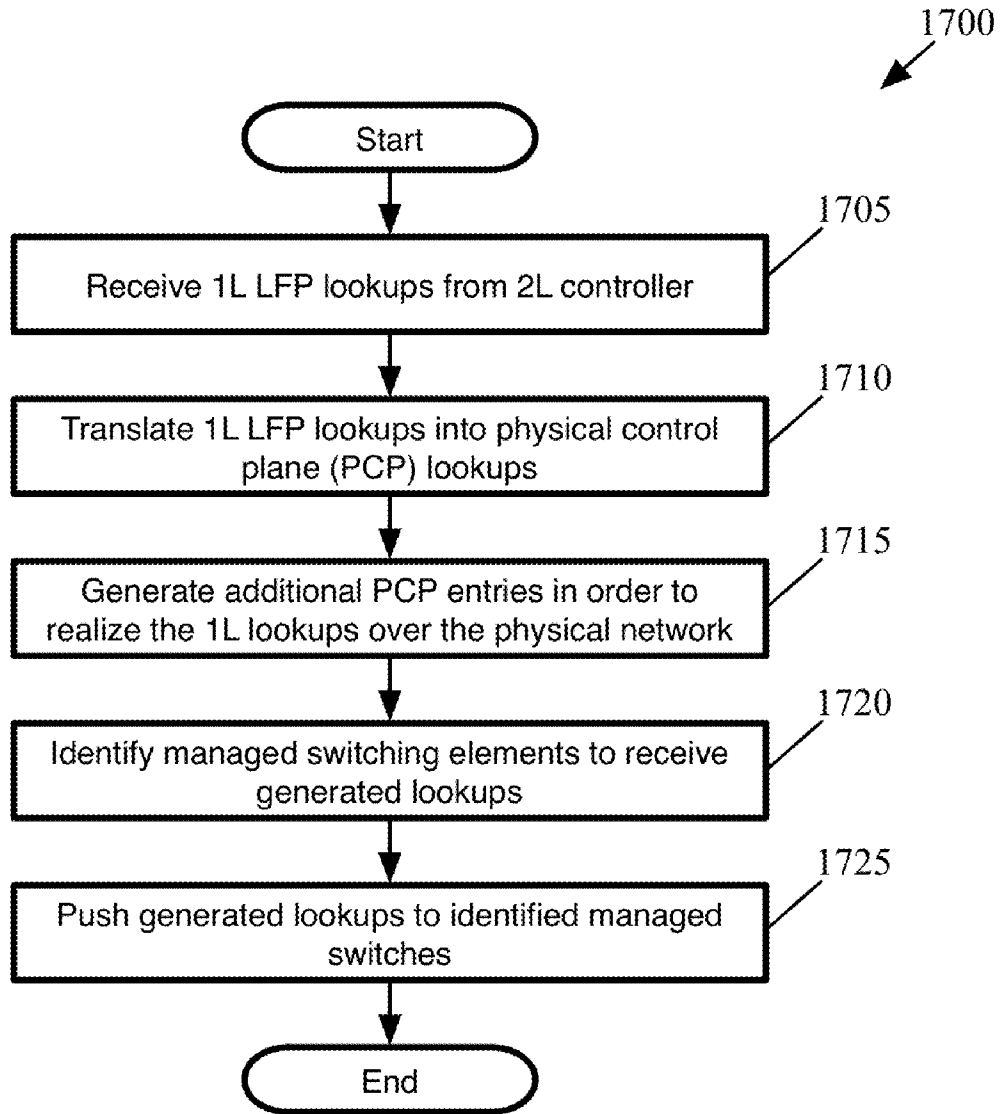 1700
Start
1705
Receive 1L LFP lookups from 2L controller
1710
Translate 1L LFP lookups into physical control
plane (PCP) lookups
1715
Generate additional PCP entries in order to
realize the 1L lookups over the physical network
1720
Identify managed switching elements to receive
generated lookups
1725
Push generated lookups to identified managed
switches
End